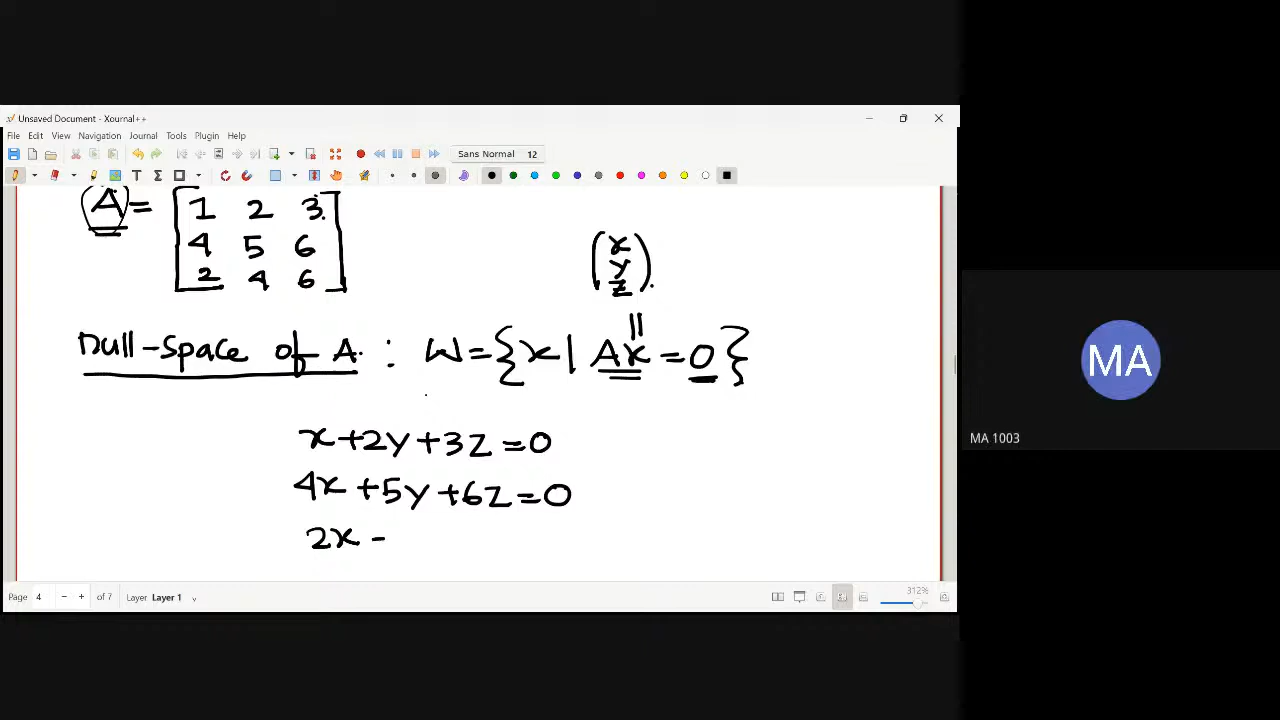 Unsaved Document - Xournal++
File Edit View Navigation Journal Tools Plugin Help
Sans Normal 12
A = [ 1 2 3
4 5 6
2 4 6 ]
( x
y
z ).
Null-Space of A. : W = { x | Ax = 0 }
||
x + 2y + 3z = 0
4x + 5y + 6z = 0
2x -
MA
MA 1003
Page 4 - + of 7 Layer Layer 1 312%